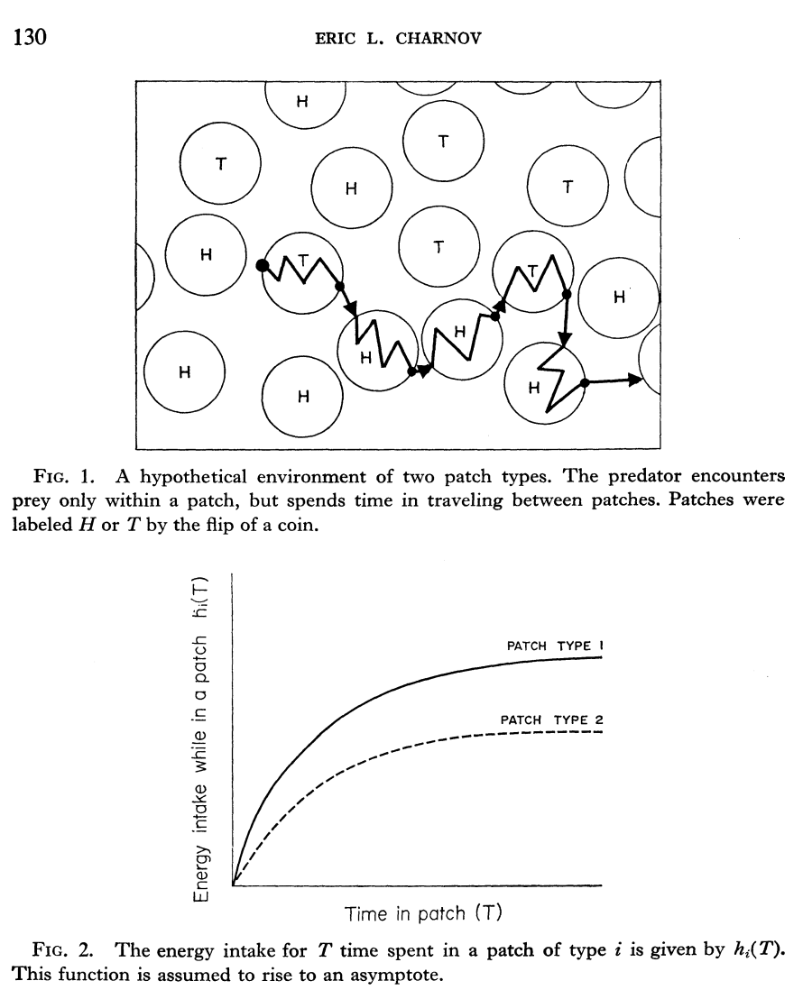 130
ERIC L. CHARNOV
H
T
T
H
T
H
T
T
T
H
H
H
H
H
H
FIG. 1. A hypothetical environment of two patch types. The predator encounters
prey only within a patch, but spends time in traveling between patches. Patches were
labeled H or T by the flip of a coin.
Energy intake while in a patch hi(T)
PATCH TYPE 1
PATCH TYPE 2
Time in patch (T)
FIG. 2. The energy intake for T time spent in a patch of type i is given by hi(T).
This function is assumed to rise to an asymptote.